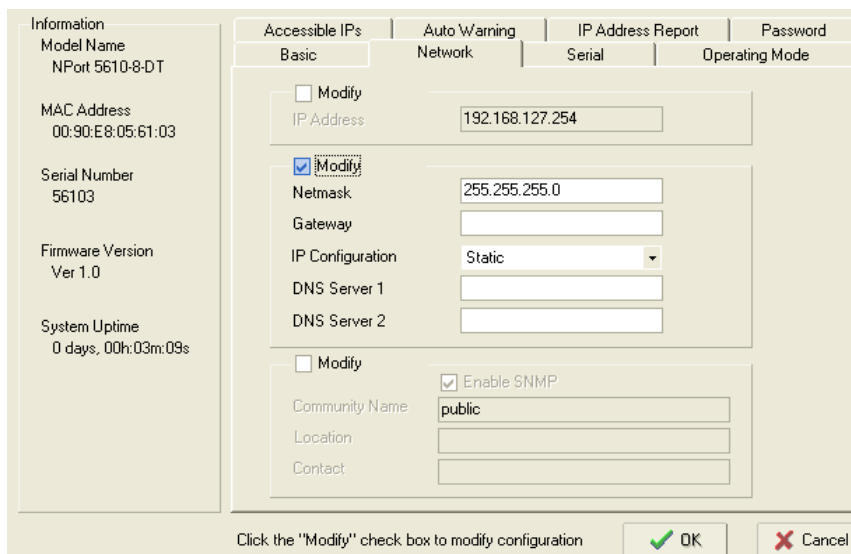 Information
Model Name
NPort 5610-8-DT
MAC Address
00:90:E8:05:61:03
Serial Number
56103
Firmware Version
Ver 1.0
System Uptime
0 days, 00h:03m:09s
Accessible IPs
Auto Warning
IP Address Report
Password
Basic
Network
Serial
Operating Mode
Modify
IP Address
192.168.127.254
Modify
Netmask
255.255.255.0
Gateway
IP Configuration
Static
DNS Server 1
DNS Server 2
Modify
Enable SNMP
Community Name
public
Location
Contact
Click the "Modify" check box to modify configuration
OK
Cancel